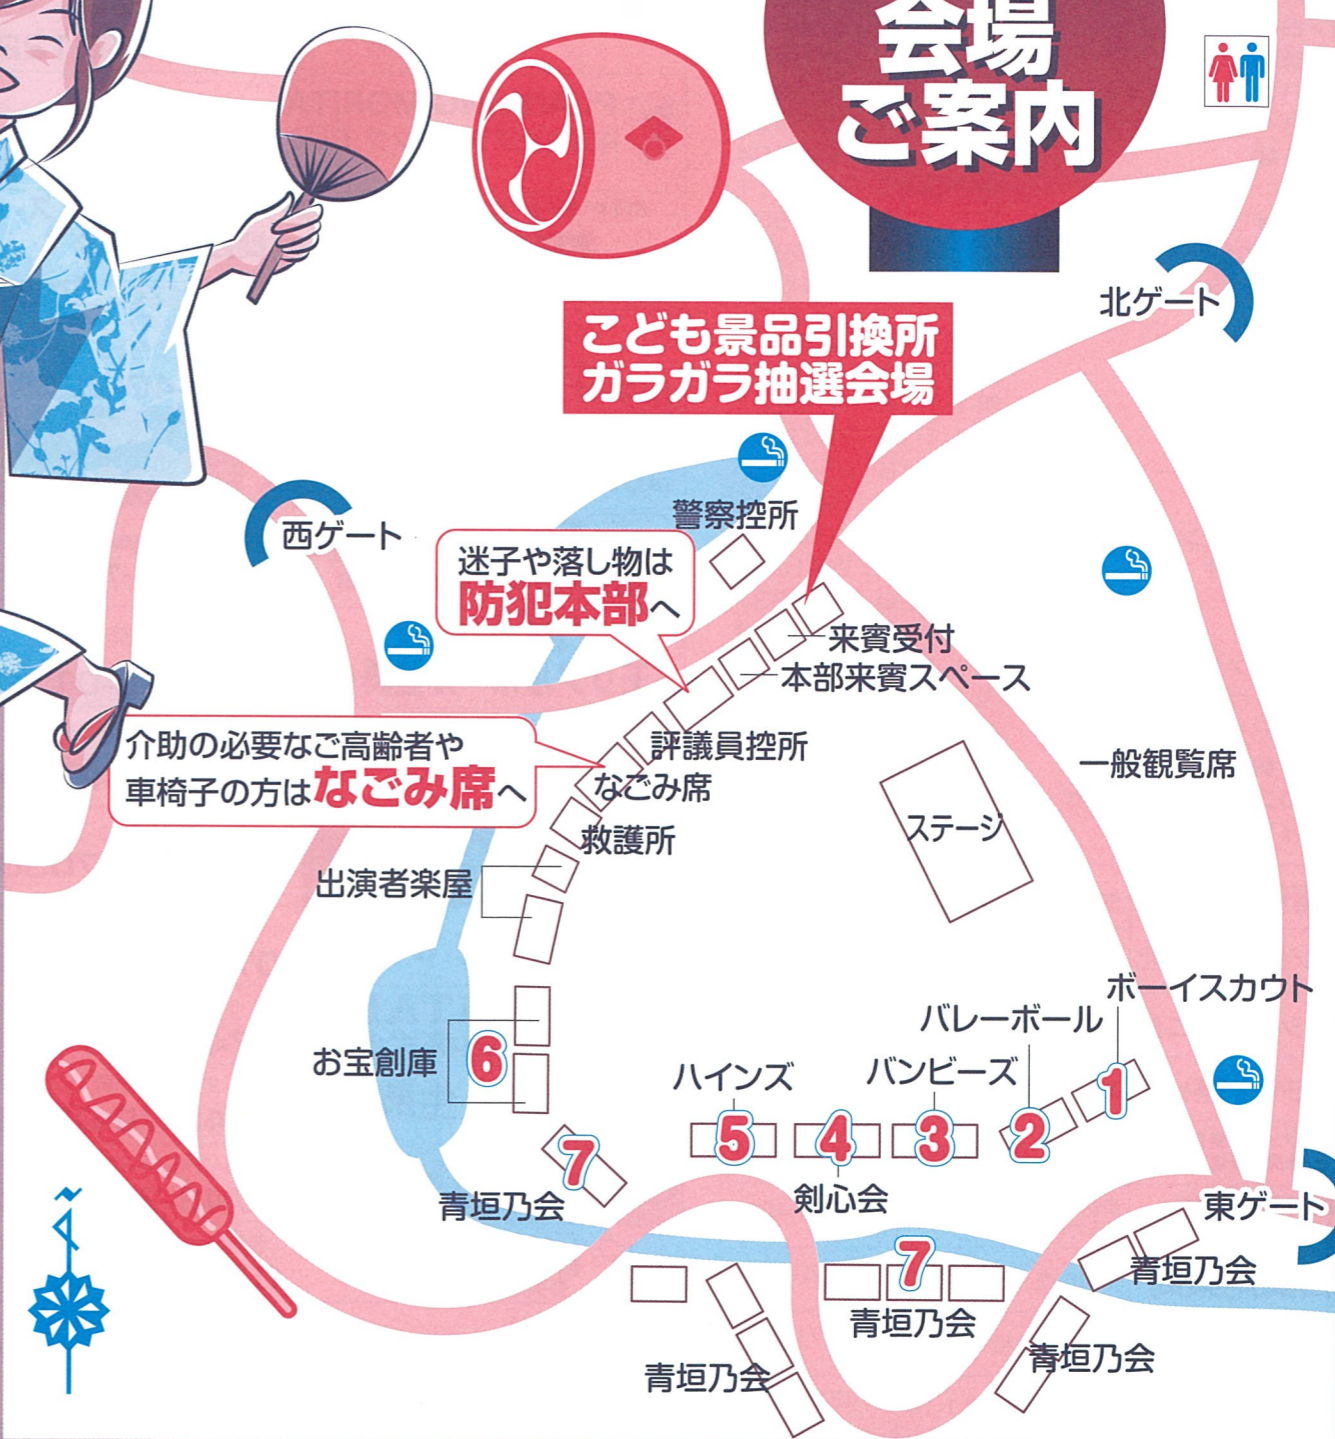 会場
ご案内
北ゲート
こども景品引換所
ガラガラ抽選会場
警察控所
西ゲート
迷子や落し物は
防犯本部へ
来賓受付
本部来賓スペース
評議員控所
一般観覧席
介助の必要なご高齢者や
車椅子の方はなごみ席へ
なごみ席
ステージ
救護所
出演者楽屋
ボーイスカウト
バレーボール
お宝創庫
6
ハインズ
バンビーズ
1
5
4
3
2
7
青垣乃会
剣心会
東ゲート
7
青垣乃会
青垣乃会
青垣乃会
青垣乃会